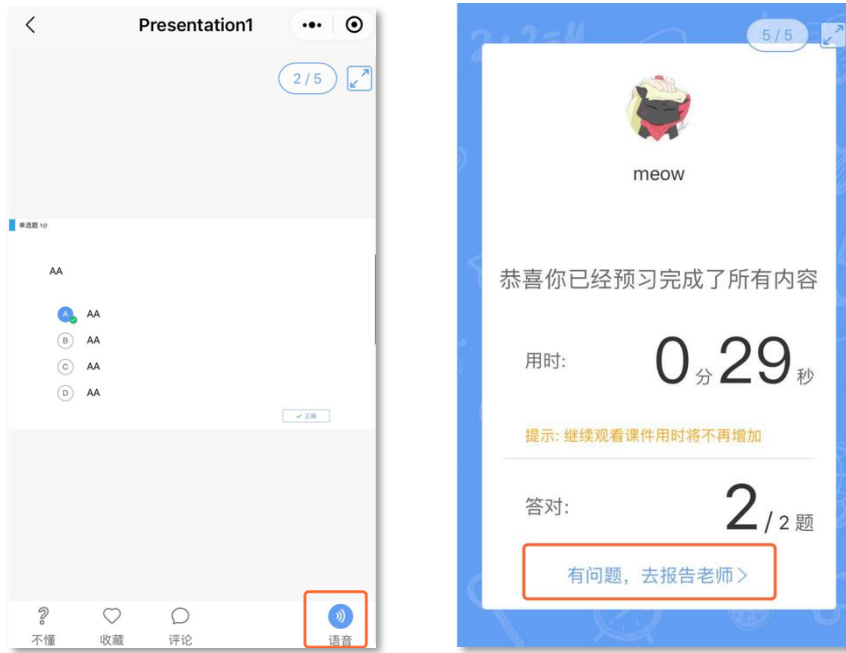 Presentation1
2 / 5
单选题 1分
AA
A AA
B AA
C AA
D AA
正确
不懂
收藏
评论
语音
5 / 5
meow
恭喜你已经预习完成了所有内容
用时: 0 分 29 秒
提示: 继续观看课件用时将不再增加
答对: 2 / 2 题
有问题，去报告老师>